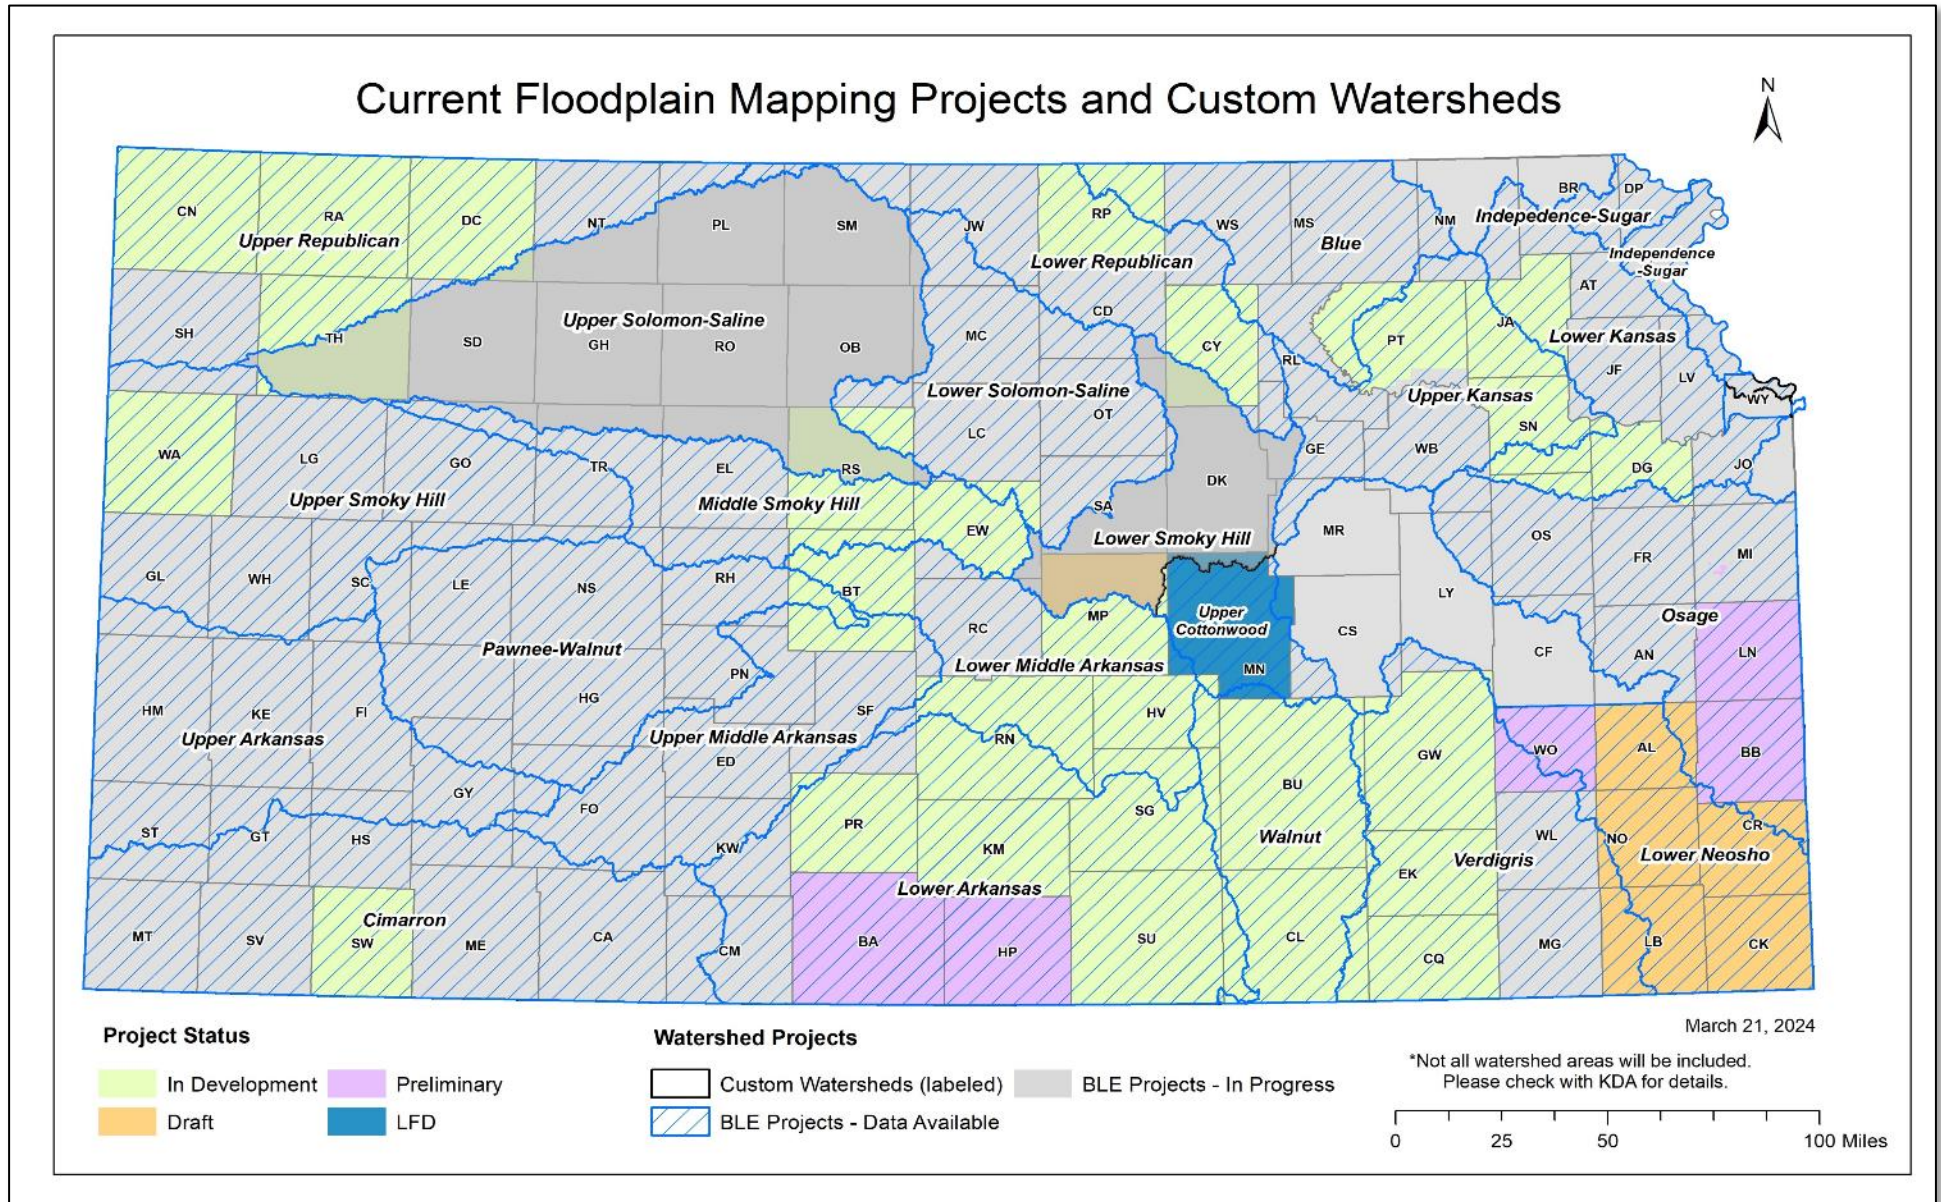 Current Floodplain Mapping Projects and Custom Watersheds
N
CN
RA
DC
NT
PL
SM
JW
RP
WS
MS
NM
BR
DP
Upper Republican
Lower Republican
Blue
Indepedence-Sugar
Independence
-Sugar
SH
TH
SD
Upper Solomon-Saline
GH
RO
OB
MC
CD
CY
RL
PT
JA
AT
Lower Kansas
JF
LV
WY
Lower Solomon-Saline
OT
Upper Kansas
WA
LG
GO
TR
EL
RS
LC
DK
GE
WB
SN
DG
JO
Upper Smoky Hill
Middle Smoky Hill
SA
Lower Smoky Hill
EW
MR
OS
FR
MI
GL
WH
SC
LE
NS
RH
BT
RC
MP
Upper
Cottonwood
MN
CS
LY
CF
AN
Osage
LN
Pawnee-Walnut
PN
Lower Middle Arkansas
HM
KE
FI
HG
SF
HV
Upper Arkansas
Upper Middle Arkansas
ED
RN
GW
WO
AL
BB
GY
FO
BU
ST
GT
HS
KW
PR
KM
SG
Walnut
EK
Verdigris
WL
NO
CR
Lower Neosho
Lower Arkansas
Cimarron
MT
SV
SW
ME
CA
CM
BA
HP
SU
CL
CQ
MG
LB
CK
March 21, 2024
Project Status
In Development
Preliminary
Draft
LFD
Watershed Projects
Custom Watersheds (labeled)
BLE Projects - In Progress
BLE Projects - Data Available
*Not all watershed areas will be included.
Please check with KDA for details.
0 25 50 100 Miles